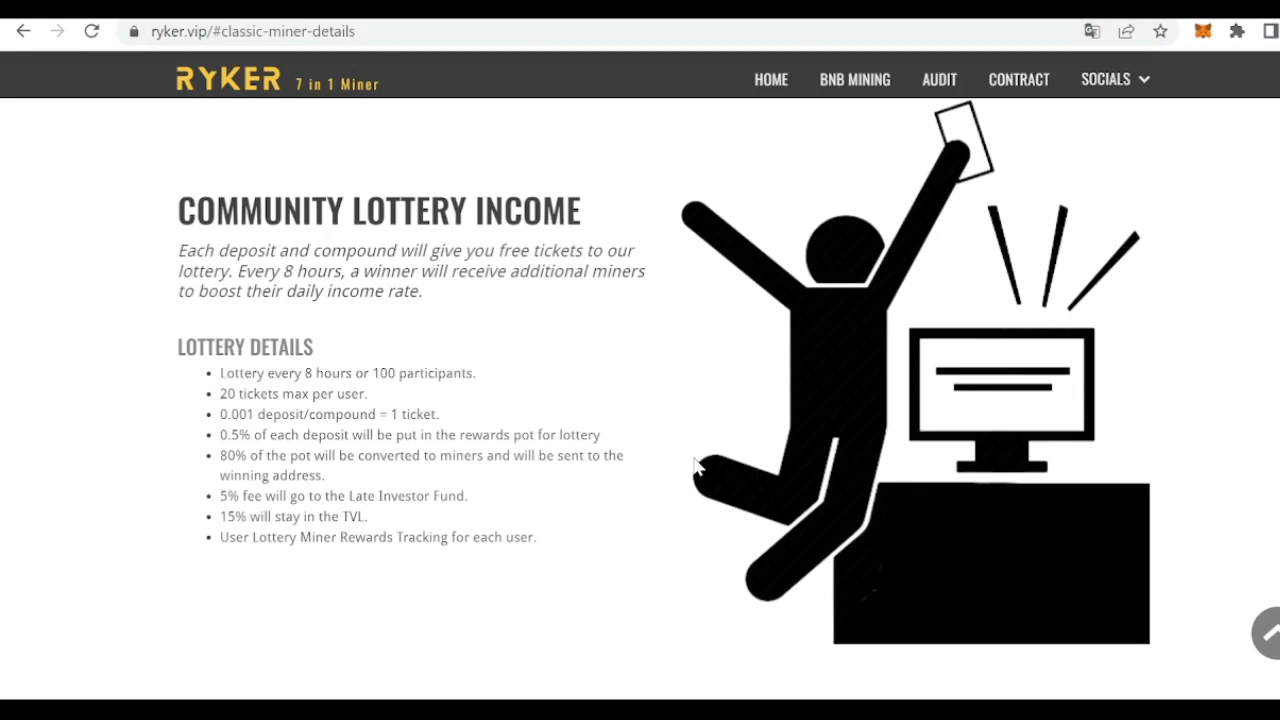 ryker.vip/#classic-miner-details
RYKER 7 in 1 Miner
HOME BNB MINING AUDIT CONTRACT SOCIALS
COMMUNITY LOTTERY INCOME
Each deposit and compound will give you free tickets to our
lottery. Every 8 hours, a winner will receive additional miners
to boost their daily income rate.
LOTTERY DETAILS
• Lottery every 8 hours or 100 participants.
• 20 tickets max per user.
• 0.001 deposit/compound = 1 ticket.
• 0.5% of each deposit will be put in the rewards pot for lottery
• 80% of the pot will be converted to miners and will be sent to the
winning address.
• 5% fee will go to the Late Investor Fund.
• 15% will stay in the TVL.
• User Lottery Miner Rewards Tracking for each user.